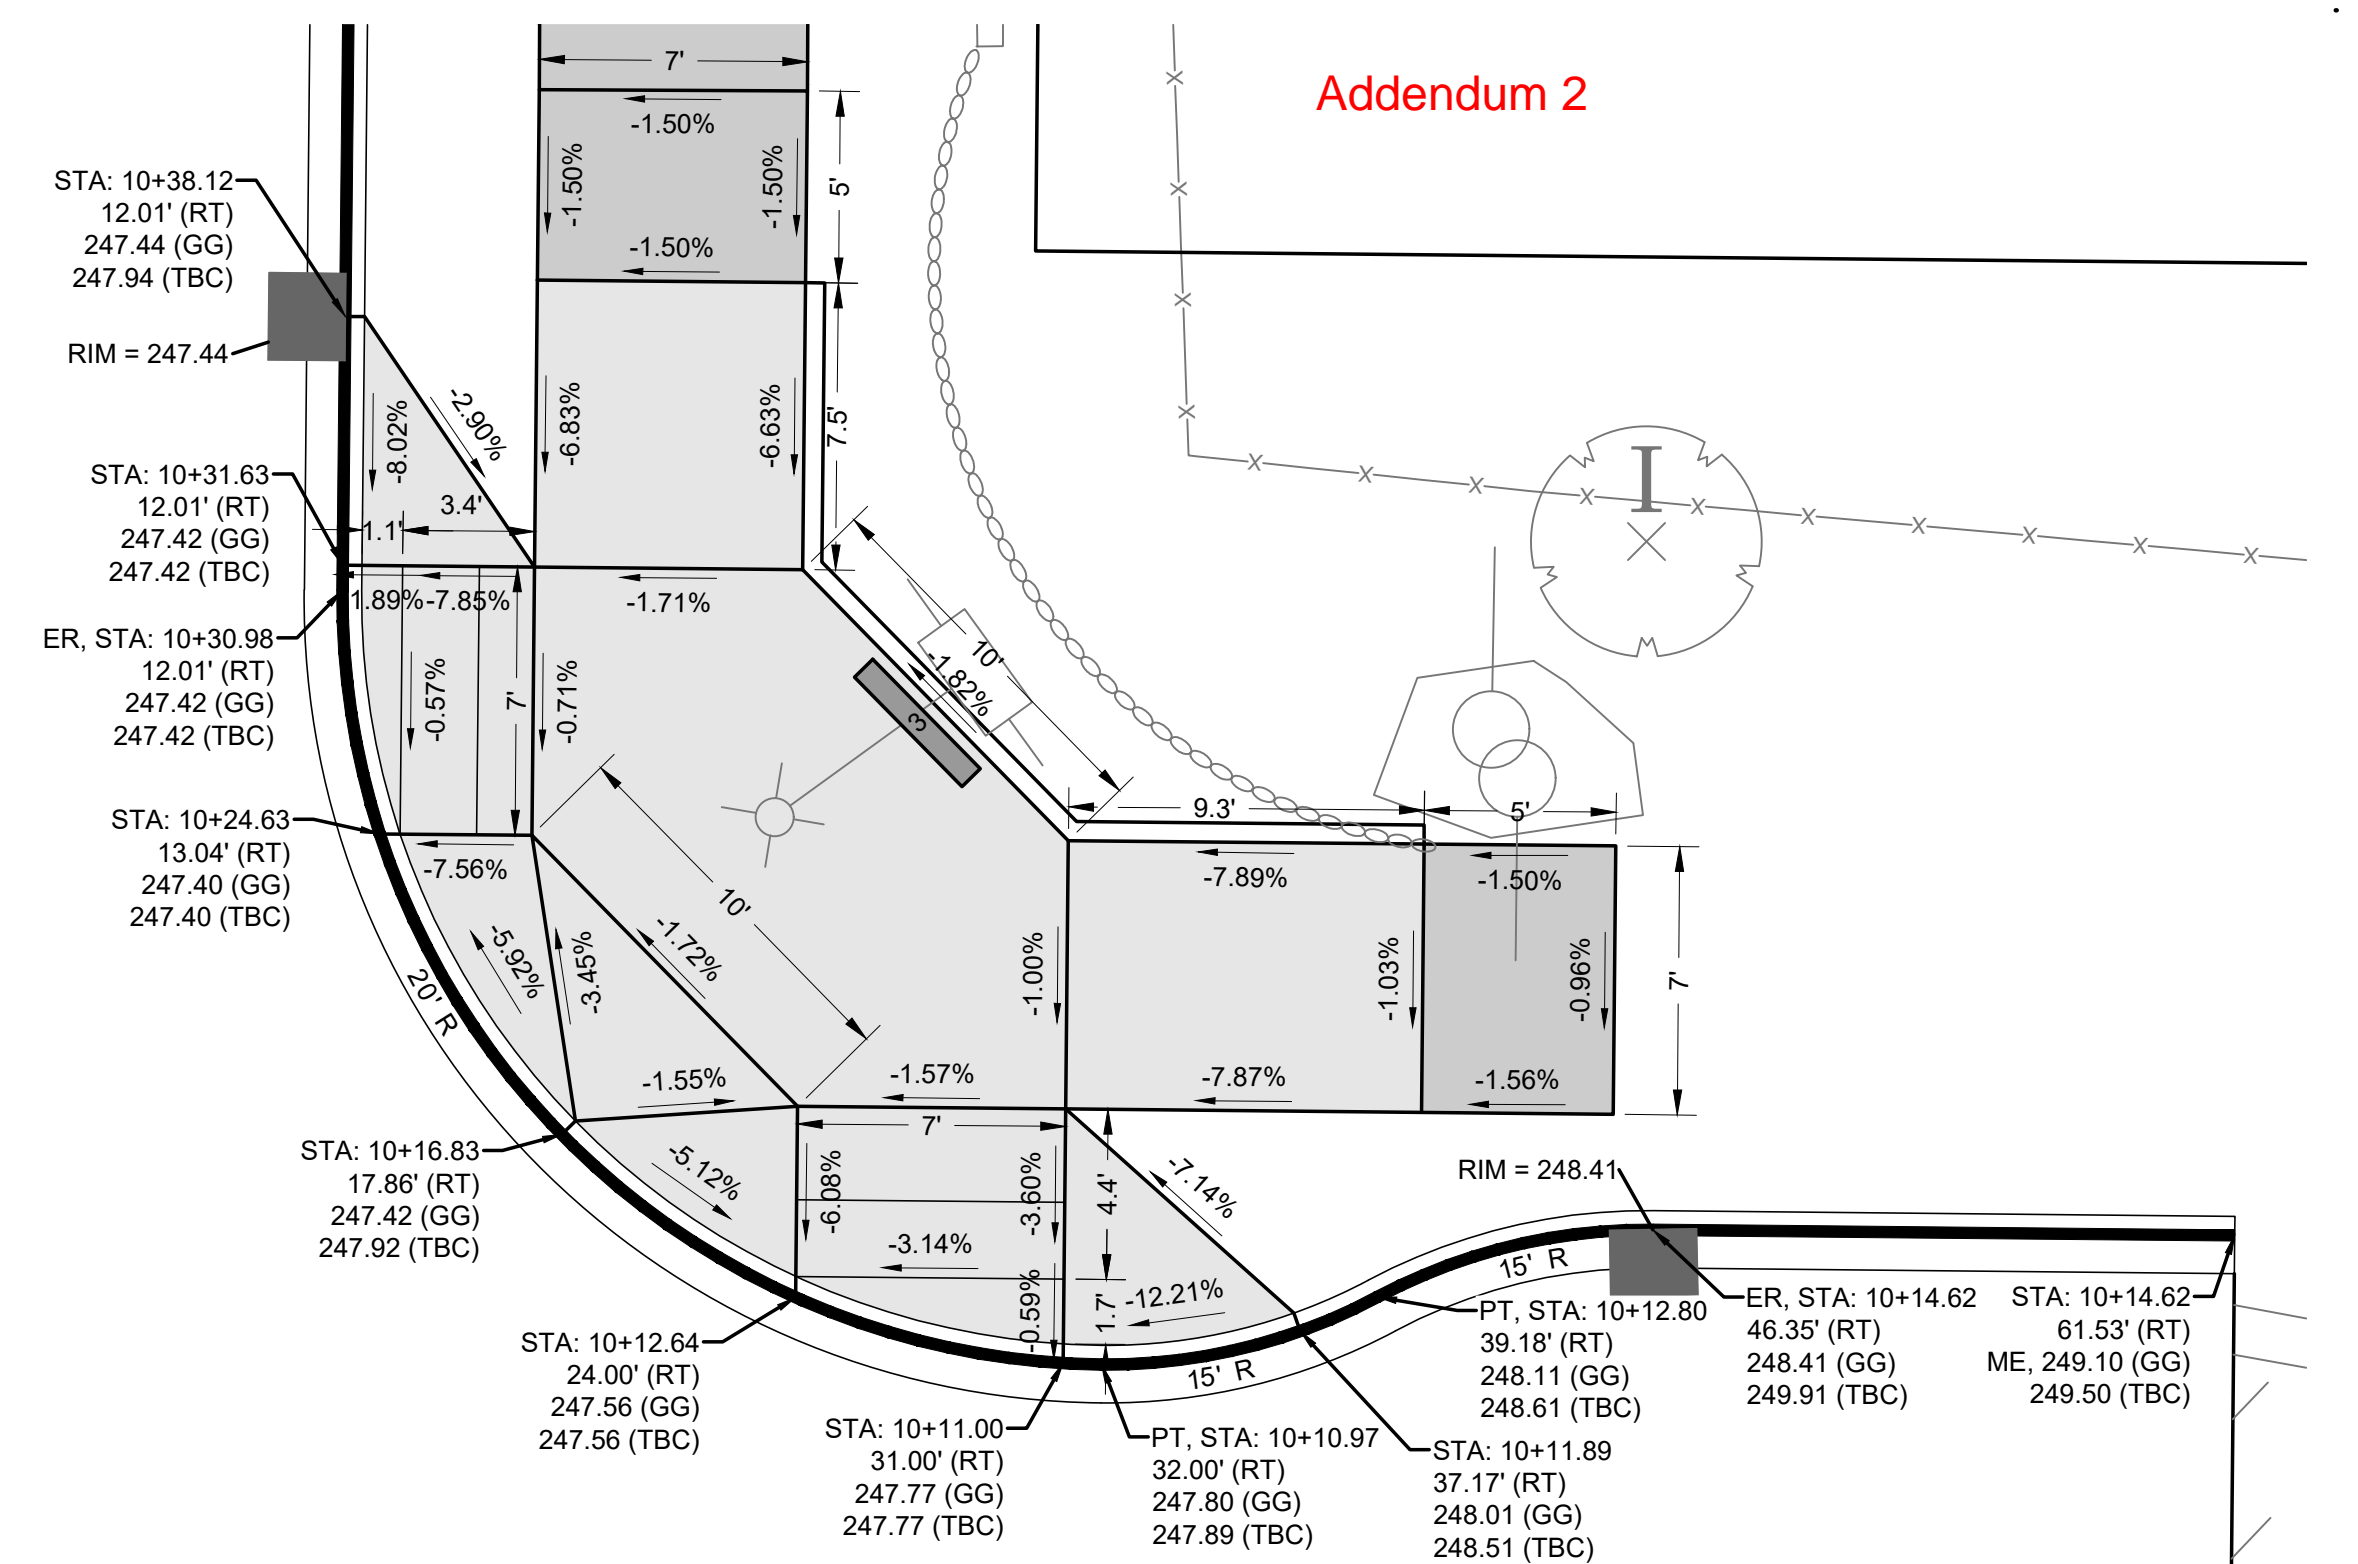 Addendum 2
7'
-1.50%
-1.50%
-1.50%
5'
-1.50%
STA: 10+38.12
12.01' (RT)
247.44 (GG)
247.94 (TBC)
RIM = 247.44
-8.02%
-2.90%
-6.83%
-6.63%
7.5'
I
STA: 10+31.63
12.01' (RT)
247.42 (GG)
247.42 (TBC)
1.1'
3.4'
1.89%
-7.85%
-1.71%
ER, STA: 10+30.98
12.01' (RT)
247.42 (GG)
247.42 (TBC)
-0.57%
7'
-0.71%
10'
-1.82%
3
STA: 10+24.63
13.04' (RT)
247.40 (GG)
247.40 (TBC)
-7.56%
9.3'
5'
-7.89%
-1.50%
10'
-5.92%
-3.45%
-1.72%
-1.00%
-1.03%
-0.96%
7'
20' R
-1.55%
-1.57%
-7.87%
-1.56%
7'
STA: 10+16.83
17.86' (RT)
247.42 (GG)
247.92 (TBC)
-5.12%
-6.08%
-3.60%
4.4'
-7.14%
RIM = 248.41
-3.14%
-0.59%
1.7'
-12.21%
15' R
15' R
STA: 10+12.64
24.00' (RT)
247.56 (GG)
247.56 (TBC)
STA: 10+11.00
31.00' (RT)
247.77 (GG)
247.77 (TBC)
PT, STA: 10+10.97
32.00' (RT)
247.80 (GG)
247.89 (TBC)
STA: 10+11.89
37.17' (RT)
248.01 (GG)
248.51 (TBC)
PT, STA: 10+12.80
39.18' (RT)
248.11 (GG)
248.61 (TBC)
ER, STA: 10+14.62
46.35' (RT)
248.41 (GG)
249.91 (TBC)
STA: 10+14.62
61.53' (RT)
ME, 249.10 (GG)
249.50 (TBC)